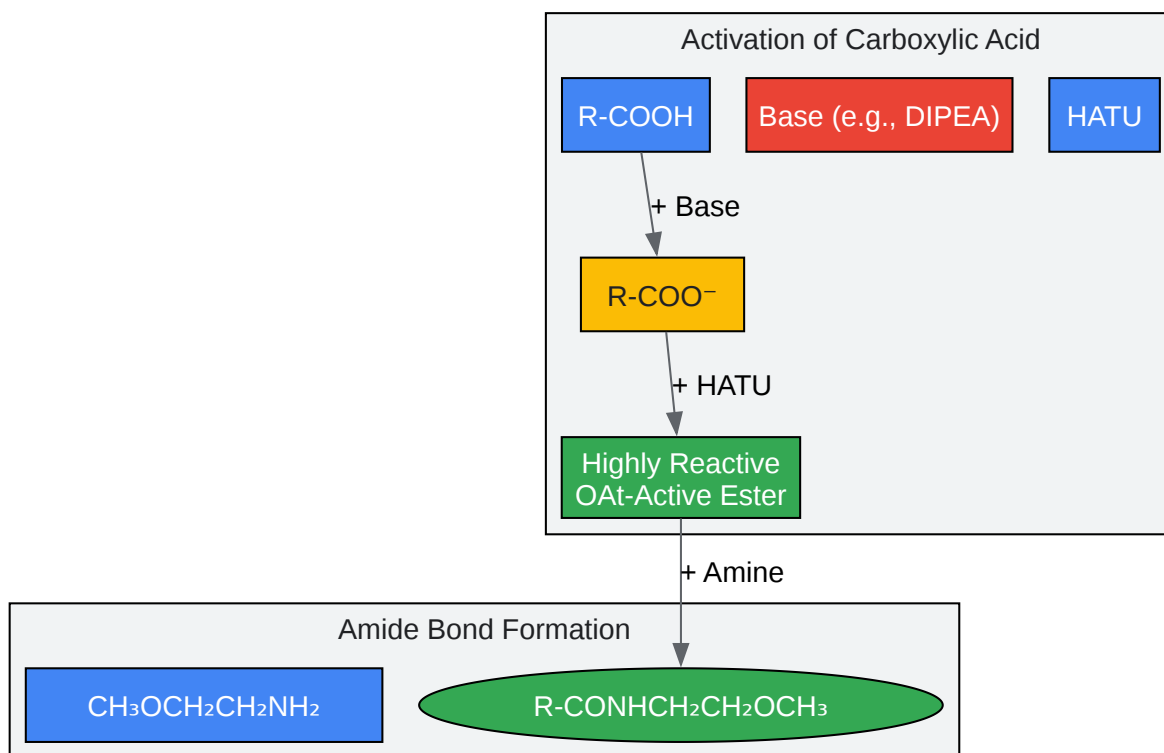 Activation of Carboxylic Acid
R-COOH
Base (e.g., DIPEA)
HATU
+ Base
R-COO⁻
+ HATU
Highly Reactive
OAt-Active Ester
+ Amine
Amide Bond Formation
CH₃OCH₂CH₂NH₂
R-CONHCH₂CH₂OCH₃